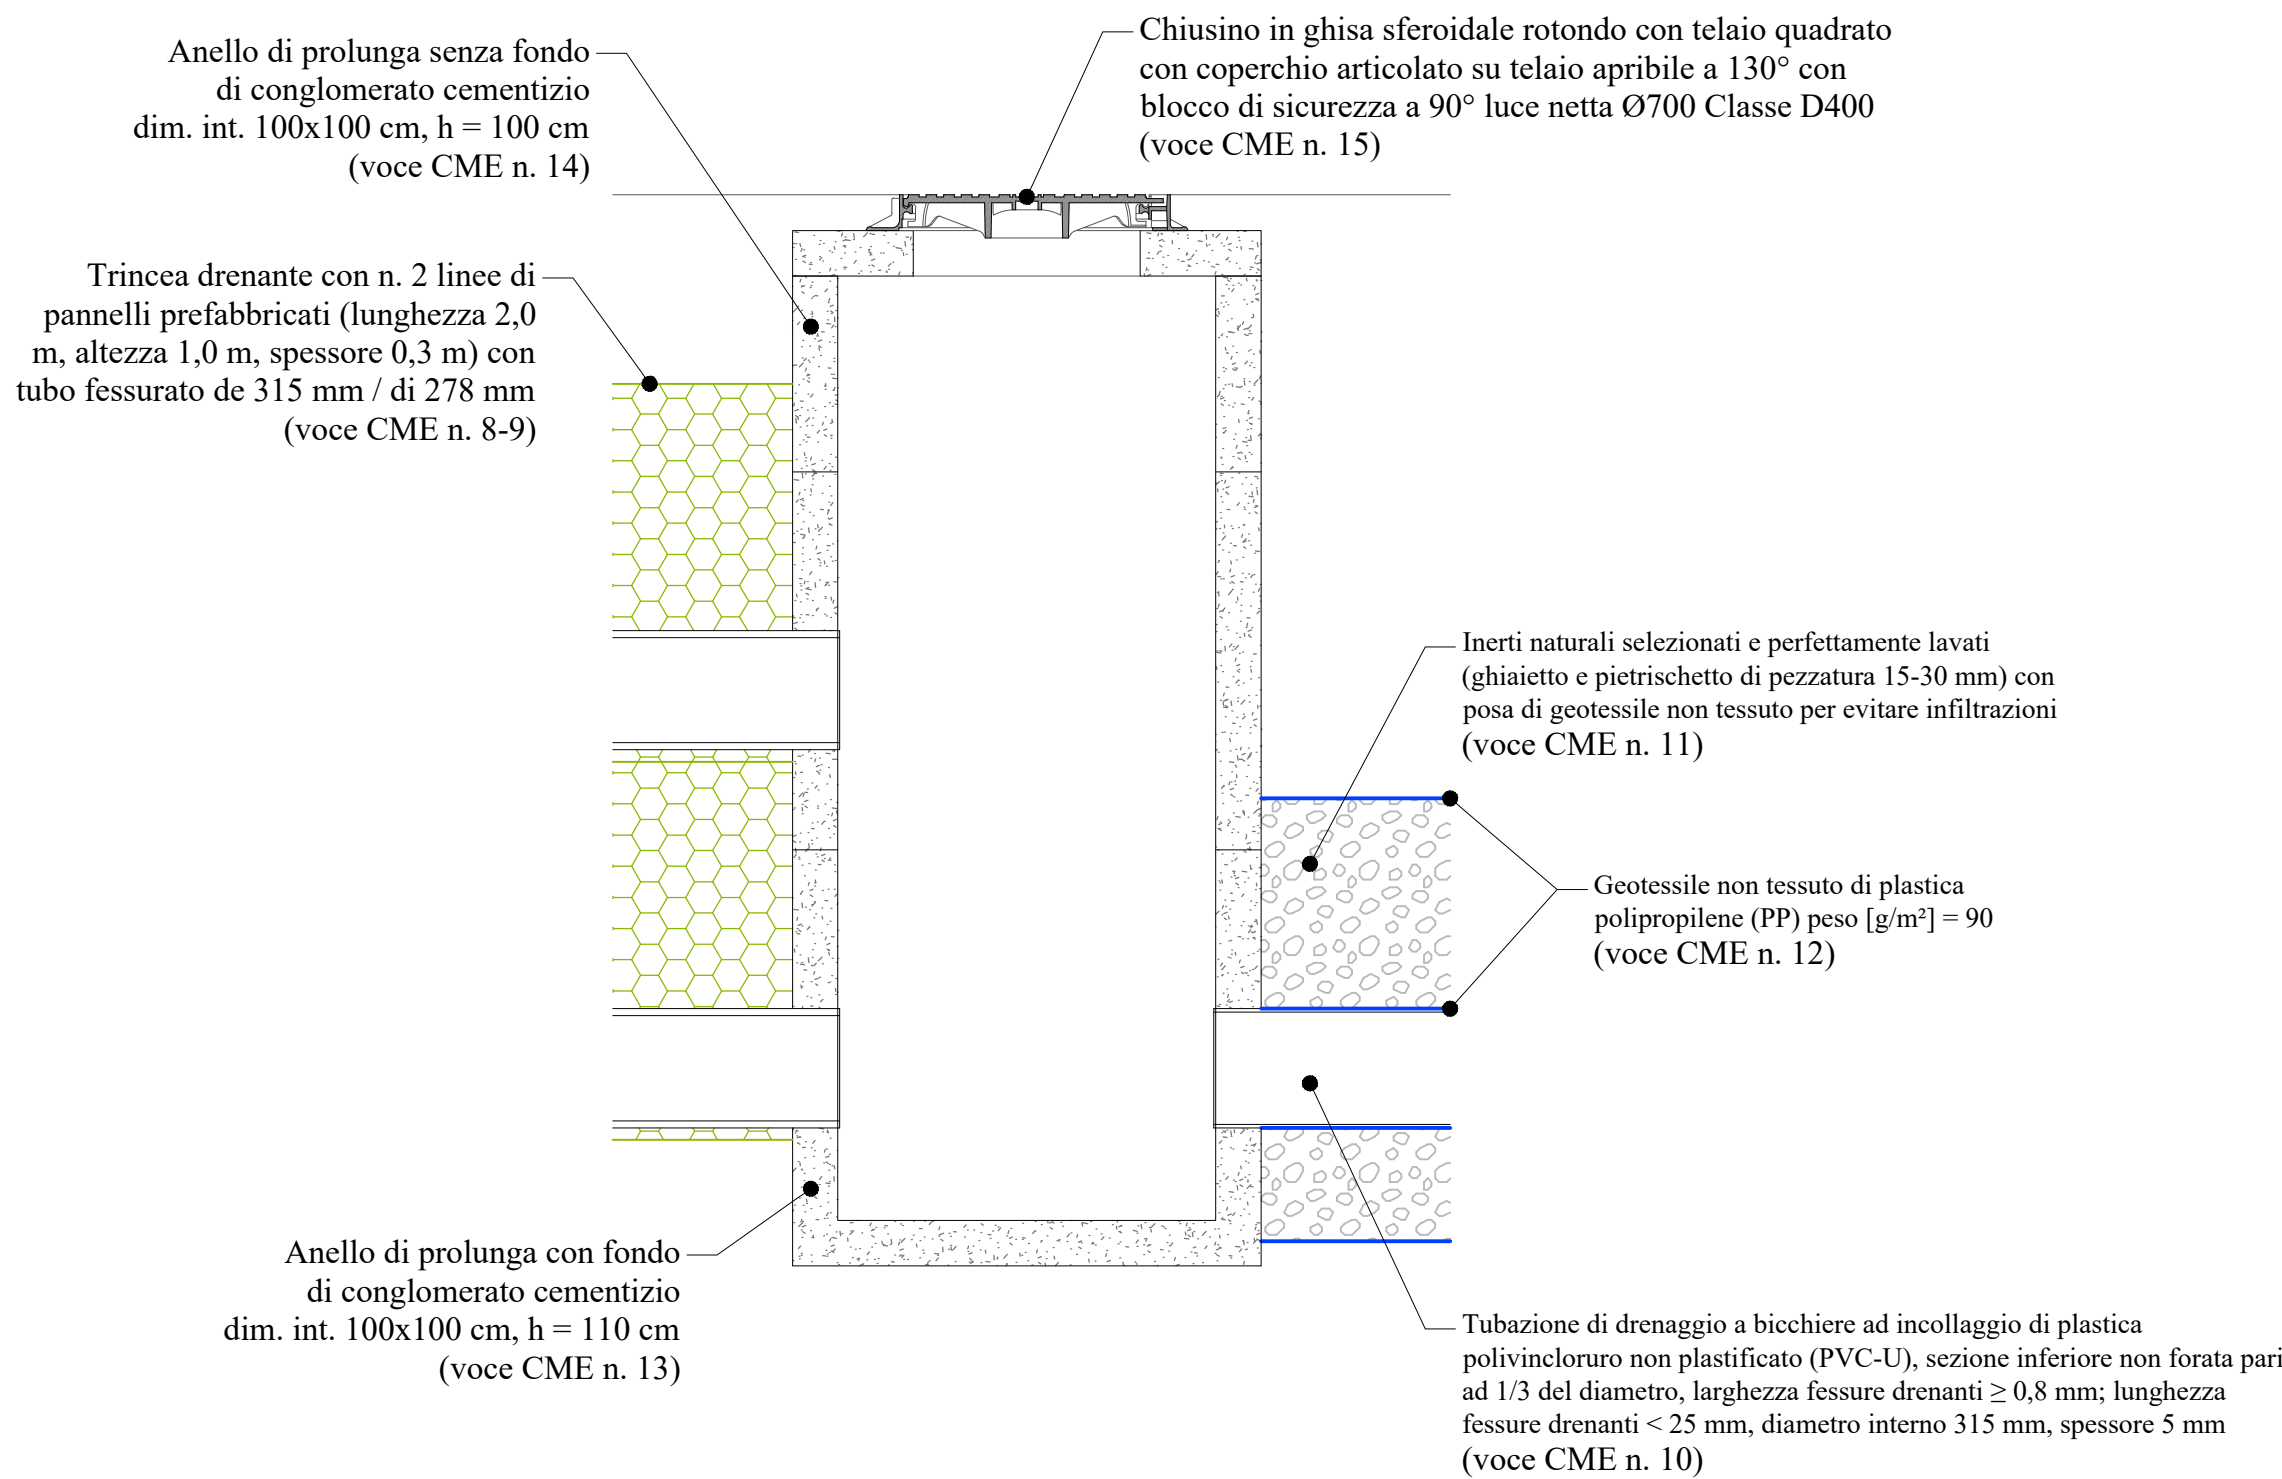 Anello di prolunga senza fondo
di conglomerato cementizio
dim. int. 100x100 cm, h = 100 cm
(voce CME n. 14)
Chiusino in ghisa sferoidale rotondo con telaio quadrato
con coperchio articolato su telaio apribile a 130° con
blocco di sicurezza a 90° luce netta Ø700 Classe D400
(voce CME n. 15)
Trincea drenante con n. 2 linee di
pannelli prefabbricati (lunghezza 2,0
m, altezza 1,0 m, spessore 0,3 m) con
tubo fessurato de 315 mm / di 278 mm
(voce CME n. 8-9)
Inerti naturali selezionati e perfettamente lavati
(ghiaietto e pietrischetto di pezzatura 15-30 mm) con
posa di geotessile non tessuto per evitare infiltrazioni
(voce CME n. 11)
Geotessile non tessuto di plastica
polipropilene (PP) peso [g/m²] = 90
(voce CME n. 12)
Anello di prolunga con fondo
di conglomerato cementizio
dim. int. 100x100 cm, h = 110 cm
(voce CME n. 13)
Tubazione di drenaggio a bicchiere ad incollaggio di plastica
polivincloruro non plastificato (PVC-U), sezione inferiore non forata pari
ad 1/3 del diametro, larghezza fessure drenanti ≥ 0,8 mm; lunghezza
fessure drenanti < 25 mm, diametro interno 315 mm, spessore 5 mm
(voce CME n. 10)